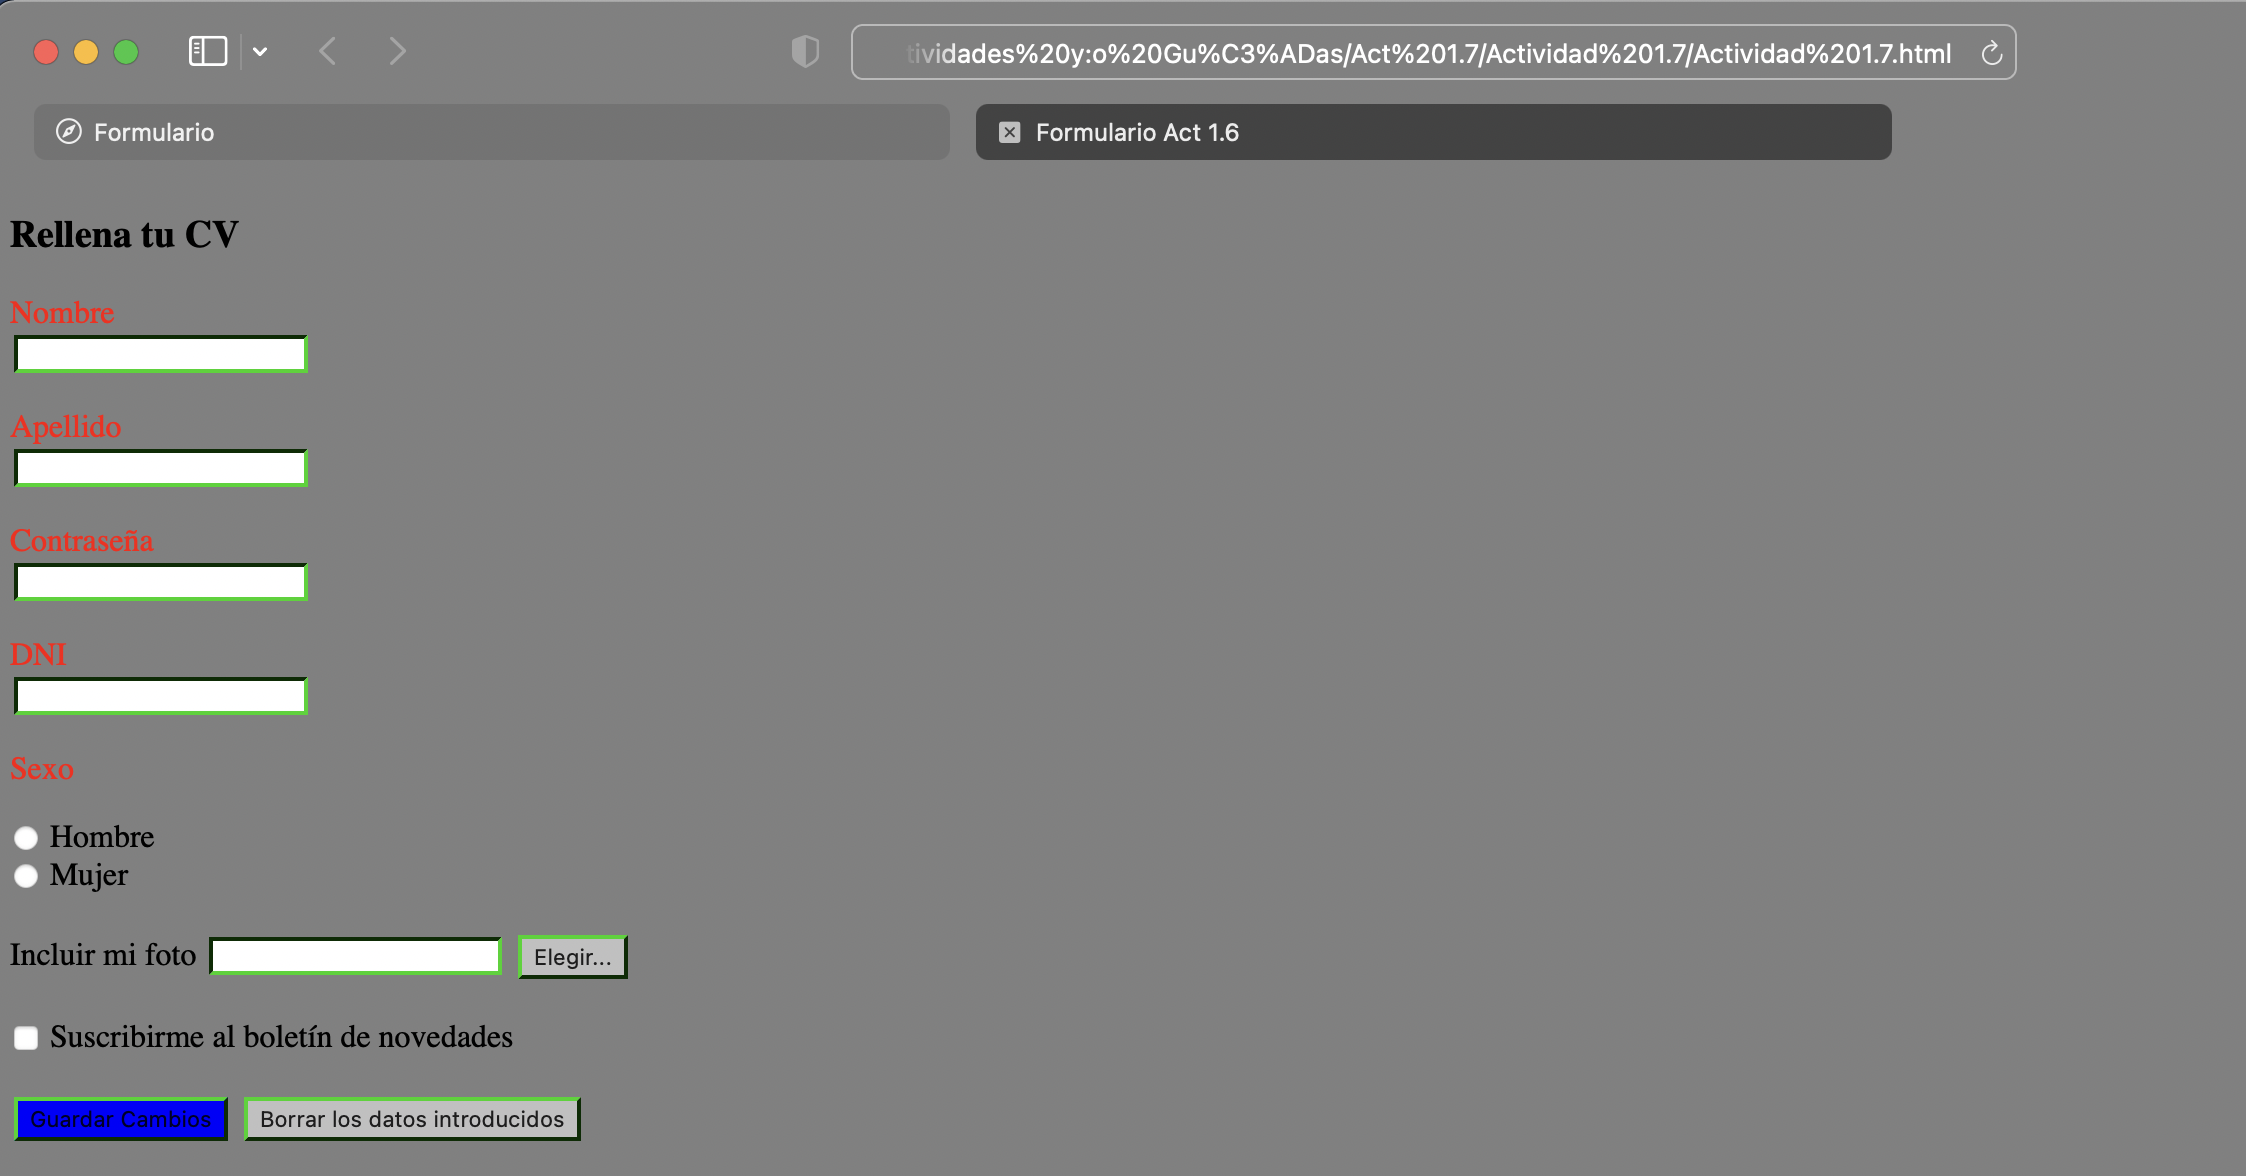 tividades%20y:o%20Gu%C3%ADas/Act%201.7/Actividad%201.7/Actividad%201.7.html
Formulario
Formulario Act 1.6
Rellena tu CV
Nombre
Apellido
Contraseña
DNI
Sexo
Hombre
Mujer
Incluir mi foto Elegir...
Suscribirme al boletín de novedades
Guardar Cambios Borrar los datos introducidos